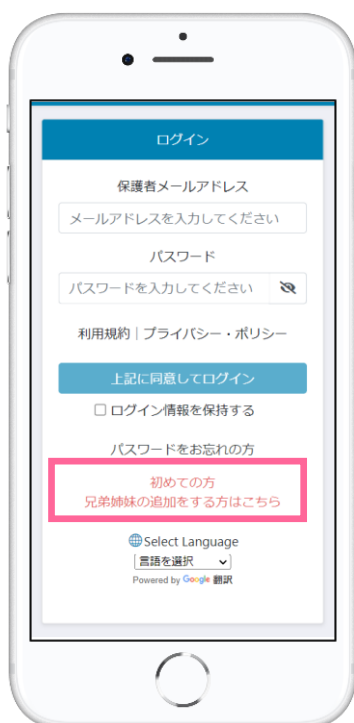 ログイン
保護者メールアドレス
メールアドレスを入力してください
パスワード
パスワードを入力してください
利用規約｜プライバシー・ポリシー
上記に同意してログイン
ログイン情報を保持する
パスワードをお忘れの方
初めての方
兄弟姉妹の追加をする方はこちら
Select Language
言語を選択
Powered by Google 翻訳